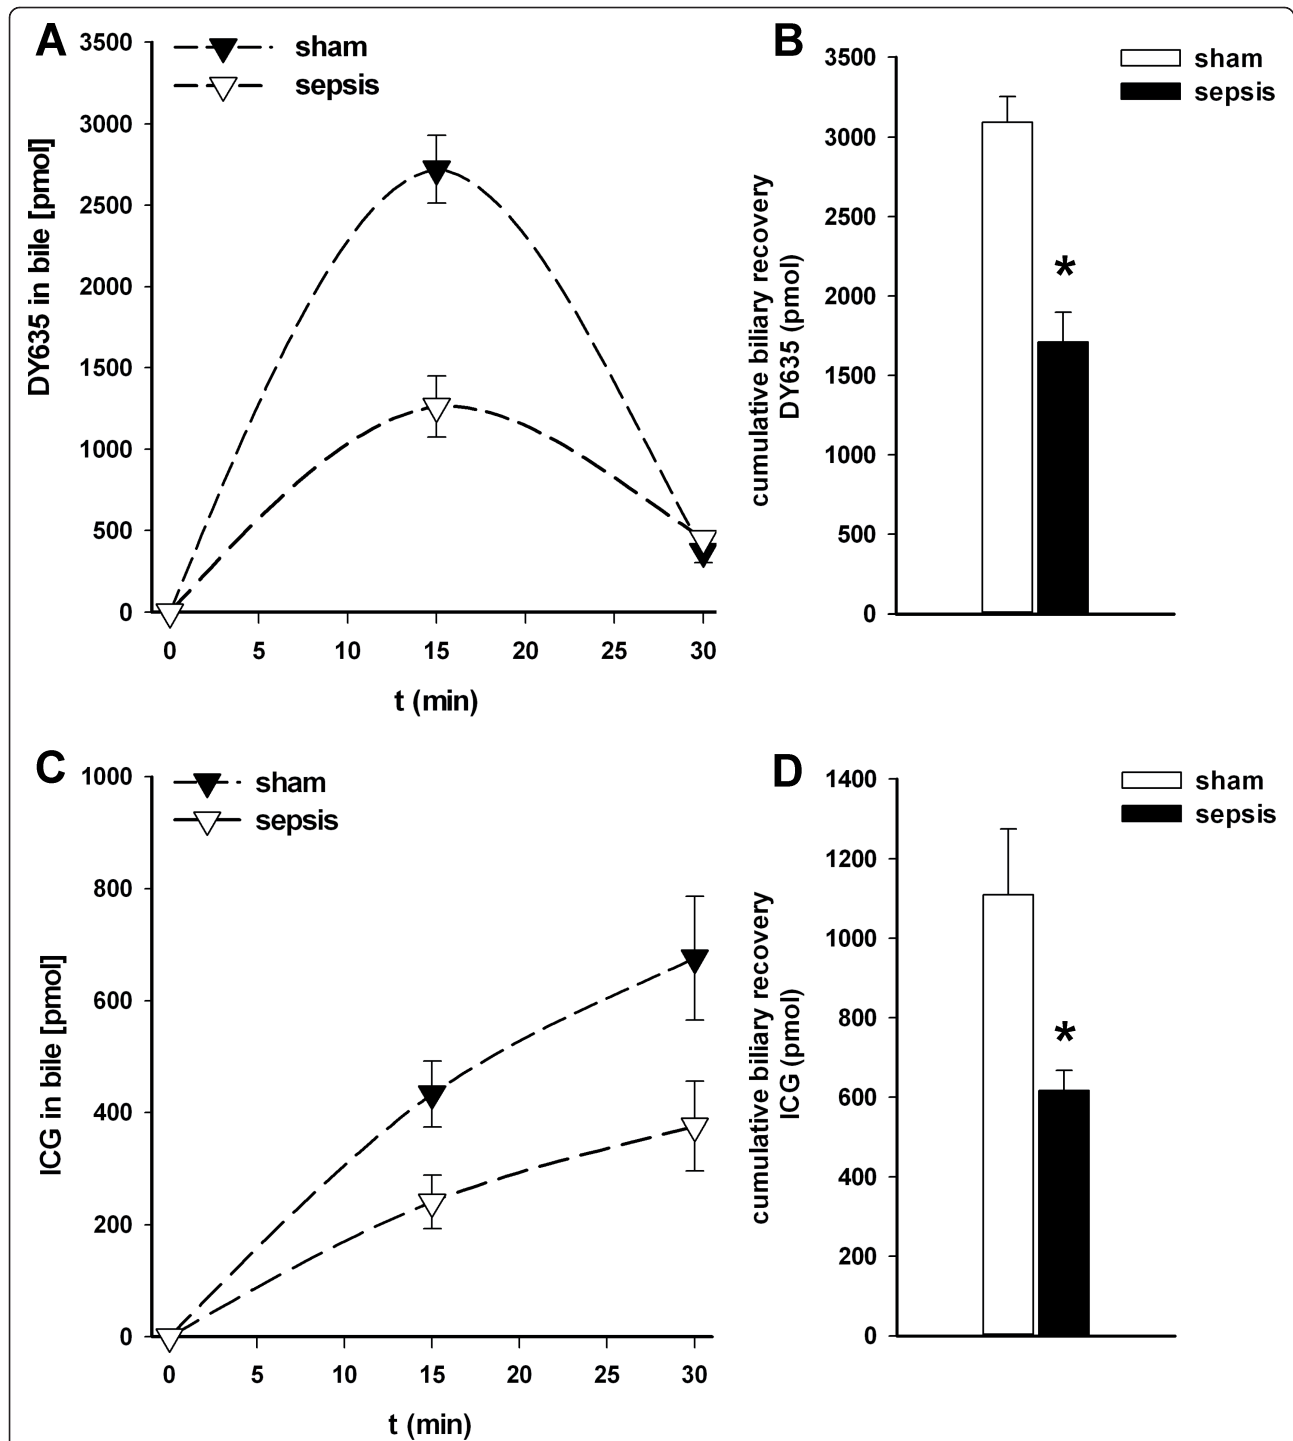 A
3500
3000
2500
2000
1500
1000
500
0
DY635 in bile [pmol]
sham
sepsis
0 5 10 15 20 25 30
t (min)
B
3500
3000
2500
2000
1500
1000
500
0
cumulative biliary recovery
DY635 (pmol)
sham
sepsis
*
C
1000
800
600
400
200
0
ICG in bile [pmol]
sham
sepsis
0 5 10 15 20 25 30
t (min)
D
1400
1200
1000
800
600
400
200
0
cumulative biliary recovery
ICG (pmol)
sham
sepsis
*